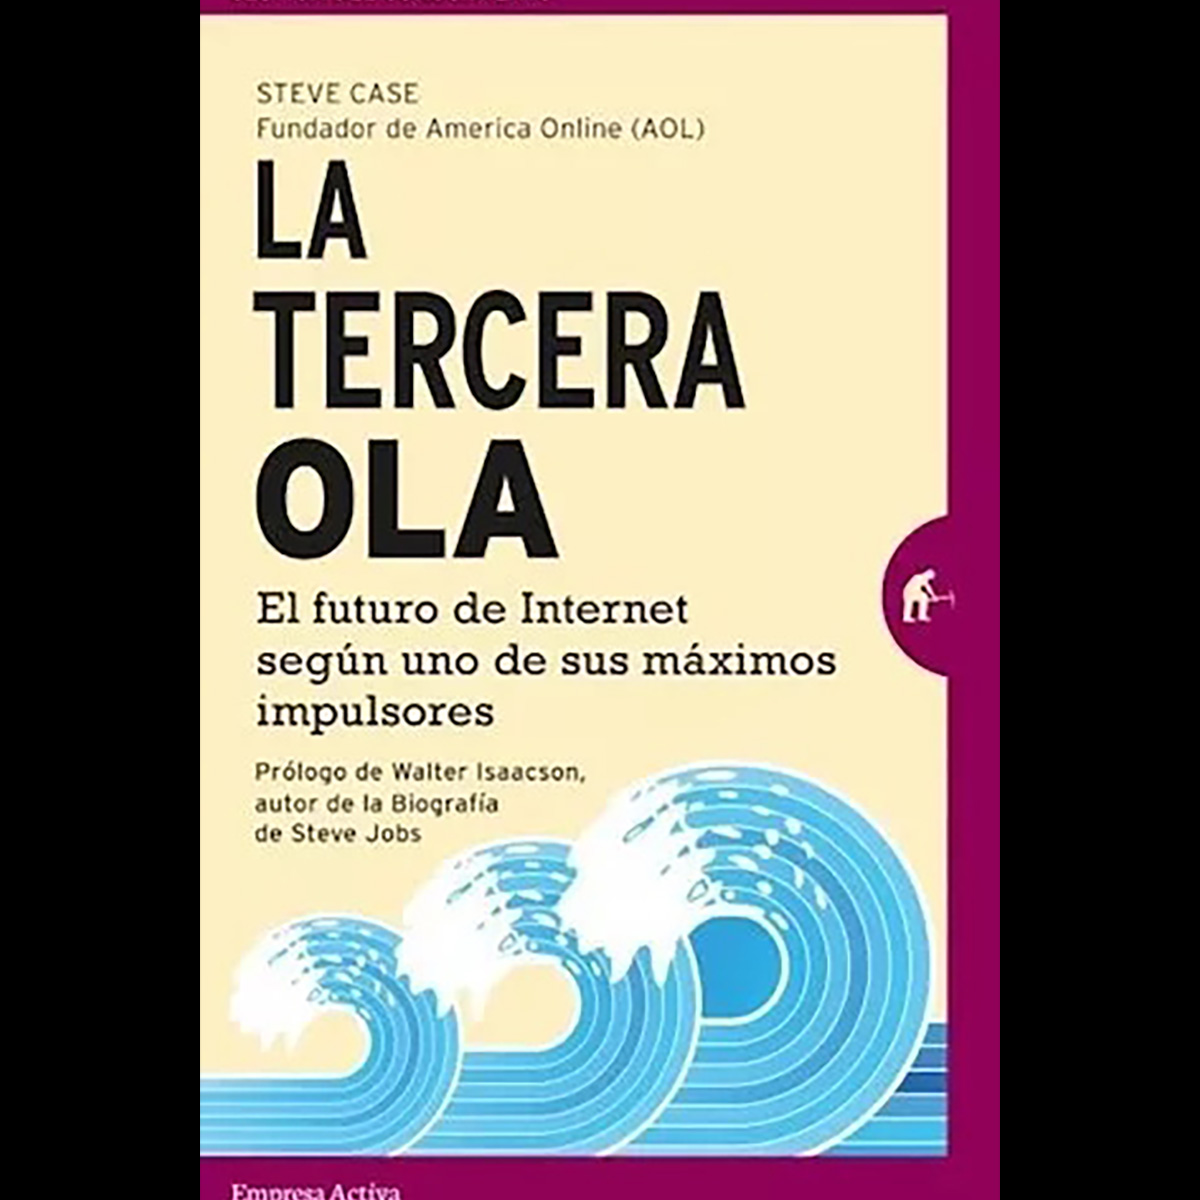 STEVE CASE
Fundador de America Online (AOL)
LA
TERCERA
OLA
El futuro de Internet
según uno de sus máximos
impulsores
Prólogo de Walter Isaacson,
autor de la Biografía
de Steve Jobs
Empresa Activa